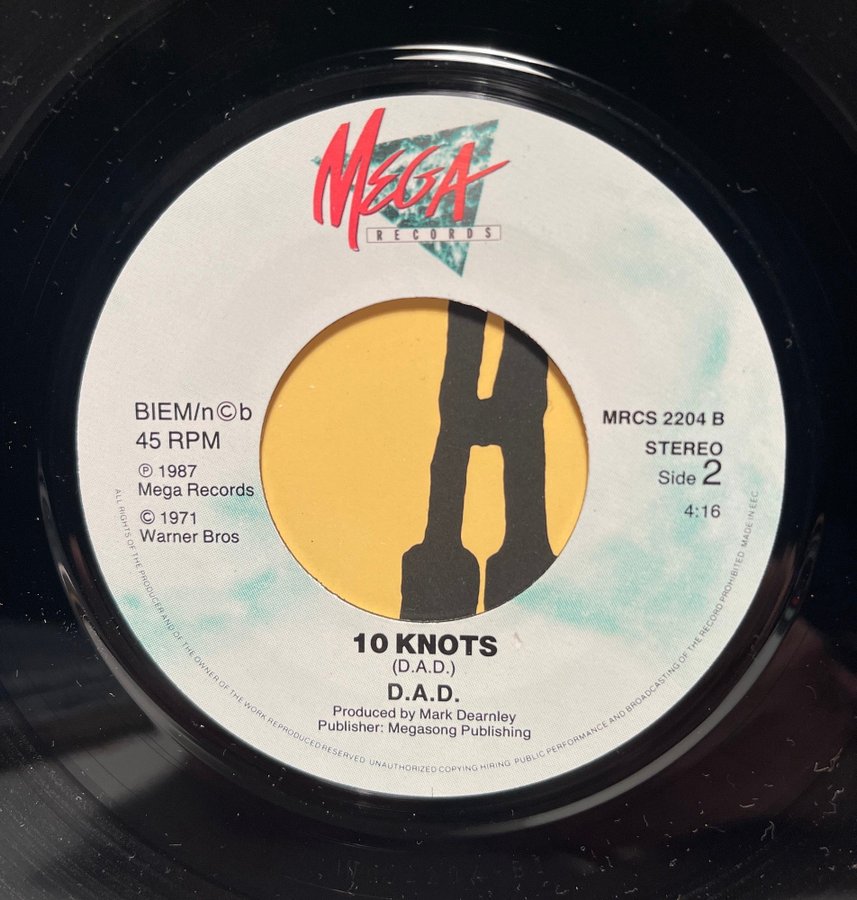 MEGA
RECORDS
BIEM/n©b
45 RPM
℗ 1987
Mega Records
© 1971
Warner Bros
MRCS 2204 B
STEREO
Side 2
4:16
10 KNOTS
(D.A.D.)
D.A.D.
Produced by Mark Dearnley
Publisher: Megasong Publishing
ALL RIGHTS OF THE PRODUCER AND OF THE OWNER OF THE WORK REPRODUCED RESERVED. UNAUTHORIZED COPYING HIRING. PUBLIC PERFORMANCE AND BROADCASTING OF THE RECORD PROHIBITED. MADE IN EEC